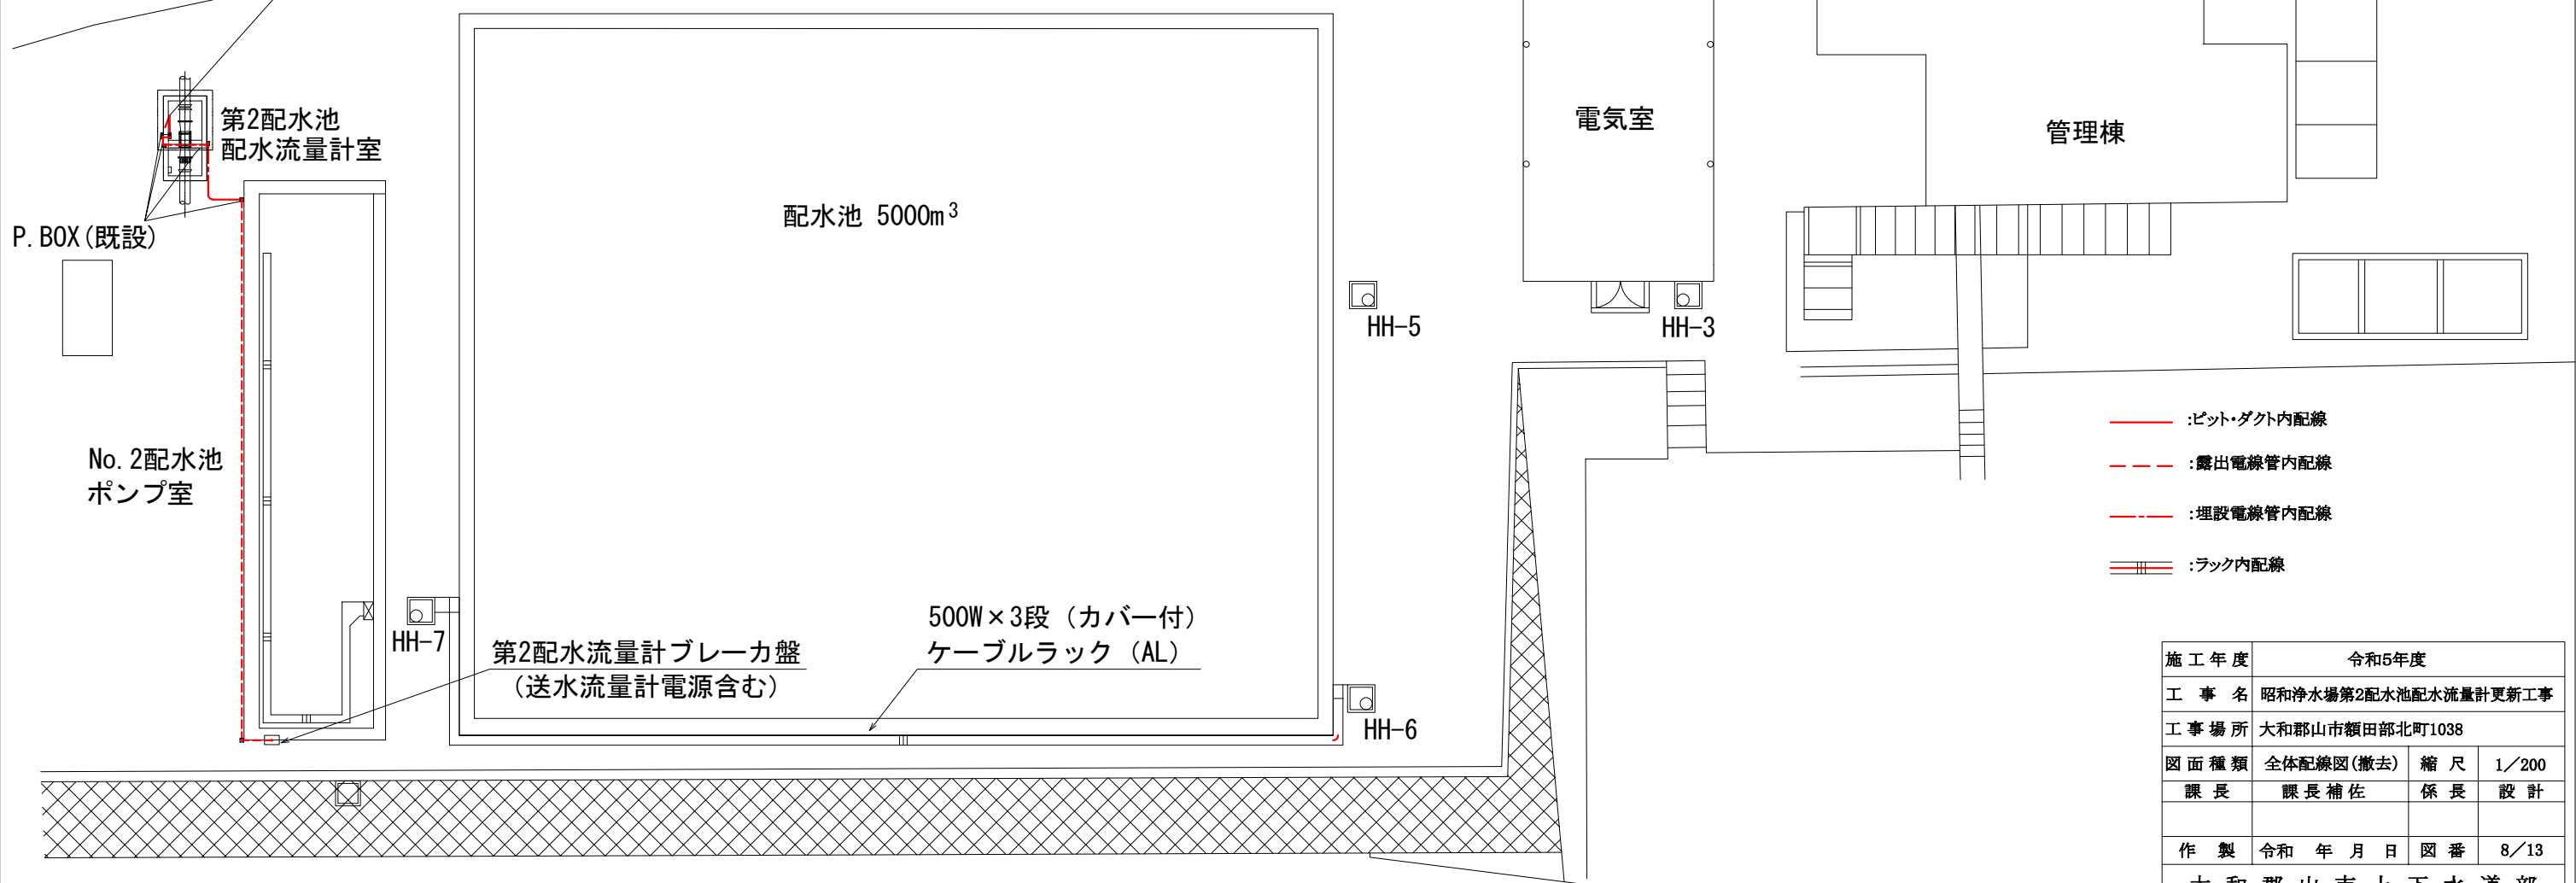 第2配水池
配水流量計室
P.BOX(既設)
配水池 5000m³
電気室
管理棟
HH-5
HH-3
No.2配水池
ポンプ室
HH-7
第2配水流量計ブレーカ盤
（送水流量計電源含む）
500W×3段（カバー付）
ケーブルラック（AL）
HH-6
:ピット・ダクト内配線
:露出電線管内配線
:埋設電線管内配線
:ラック内配線
施工年度 令和5年度
工事名 昭和浄水場第2配水池配水流量計更新工事
工事場所 大和郡山市額田部北町1038
図面種類 全体配線図(撤去) 縮尺 1／200
課長 課長補佐 係長 設計
作製 令和 年 月 日 図番 8／13
大和郡山市上下水道部